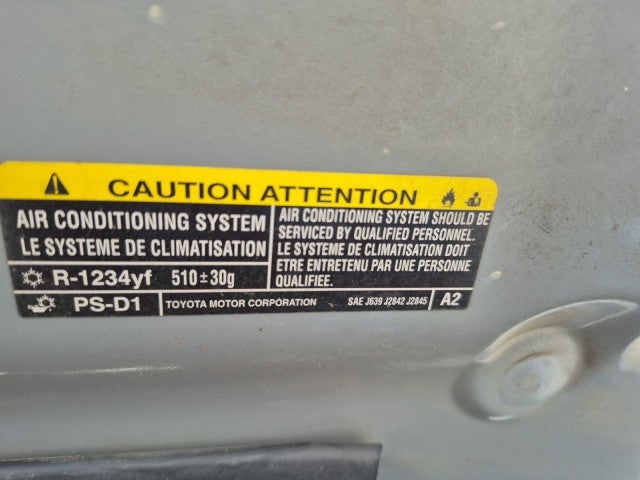 CAUTION ATTENTION
AIR CONDITIONING SYSTEM
LE SYSTEME DE CLIMATISATION
AIR CONDITIONING SYSTEM SHOULD BE
SERVICED BY QUALIFIED PERSONNEL.
LE SYSTEME DE CLIMATISATION DOIT
ETRE ENTRETENU PAR UNE PERSONNE
QUALIFIEE.
R-1234yf 510±30g
PS-D1 TOYOTA MOTOR CORPORATION SAE J639 J2842 J2845 A2